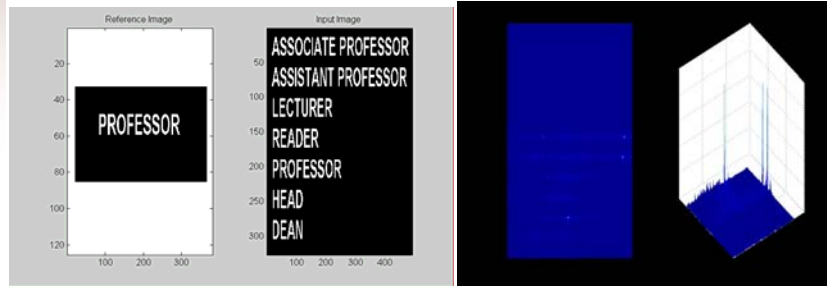 Reference Image
20
40
60
80
100
120
100 200 300
PROFESSOR
Input Image
50
100
150
200
250
300
100 200 300 400
ASSOCIATE PROFESSOR
ASSISTANT PROFESSOR
LECTURER
READER
PROFESSOR
HEAD
DEAN